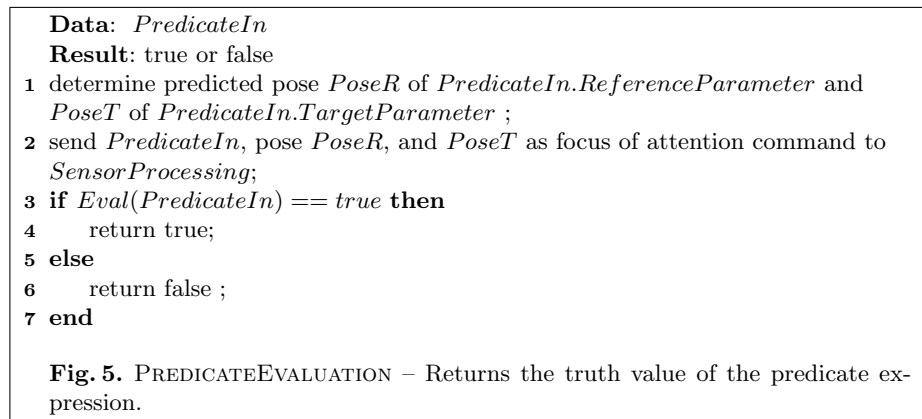 Data: PredicateIn
Result: true or false
1 determine predicted pose PoseR of PredicateIn.ReferenceParameter and
PoseT of PredicateIn.TargetParameter ;
2 send PredicateIn, pose PoseR, and PoseT as focus of attention command to
SensorProcessing;
3 if Eval(PredicateIn) == true then
4 return true;
5 else
6 return false ;
7 end
Fig. 5. PREDICATEEVALUATION – Returns the truth value of the predicate ex-
pression.